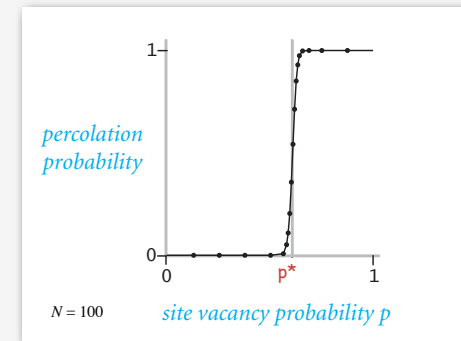 1
percolation
probability
0
0
p*
1
N = 100
site vacancy probability p